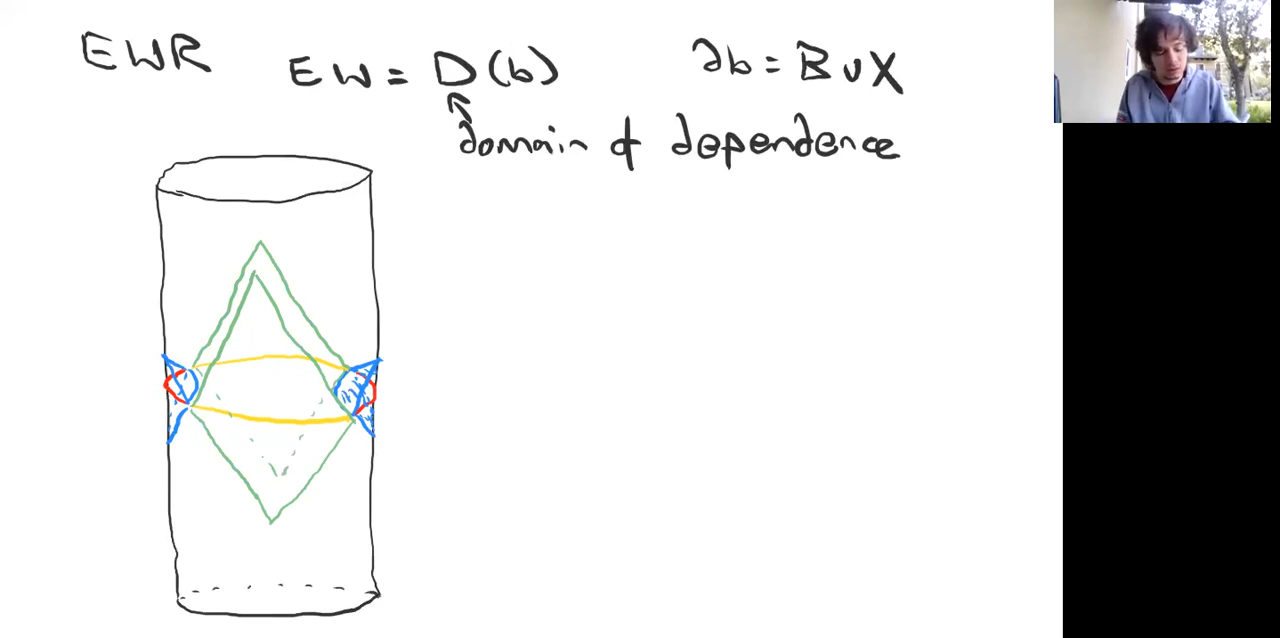 EWR
EW = D(b)
∂b = B ∪ X
domain of dependence